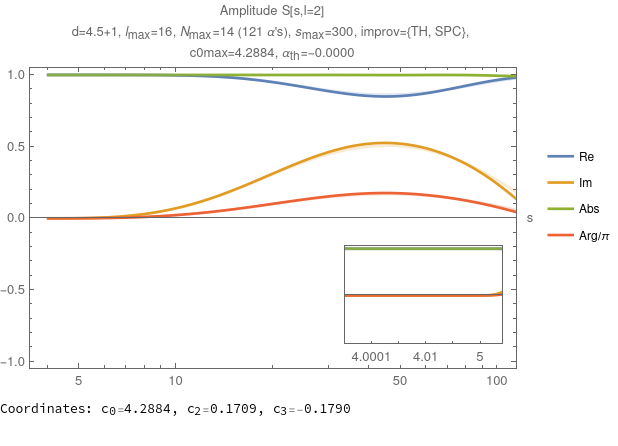 Amplitude S[s,l=2]
d=4.5+1, lmax=16, Nmax=14 (121 α's), smax=300, improv={TH, SPC},
c0max=4.2884, αth=-0.0000
1.0
0.5
0.0
-0.5
-1.0
s
Re
Im
Abs
Arg/π
4.0001 4.01 5
5 10 50 100
Coordinates: c0=4.2884, c2=0.1709, c3=-0.1790